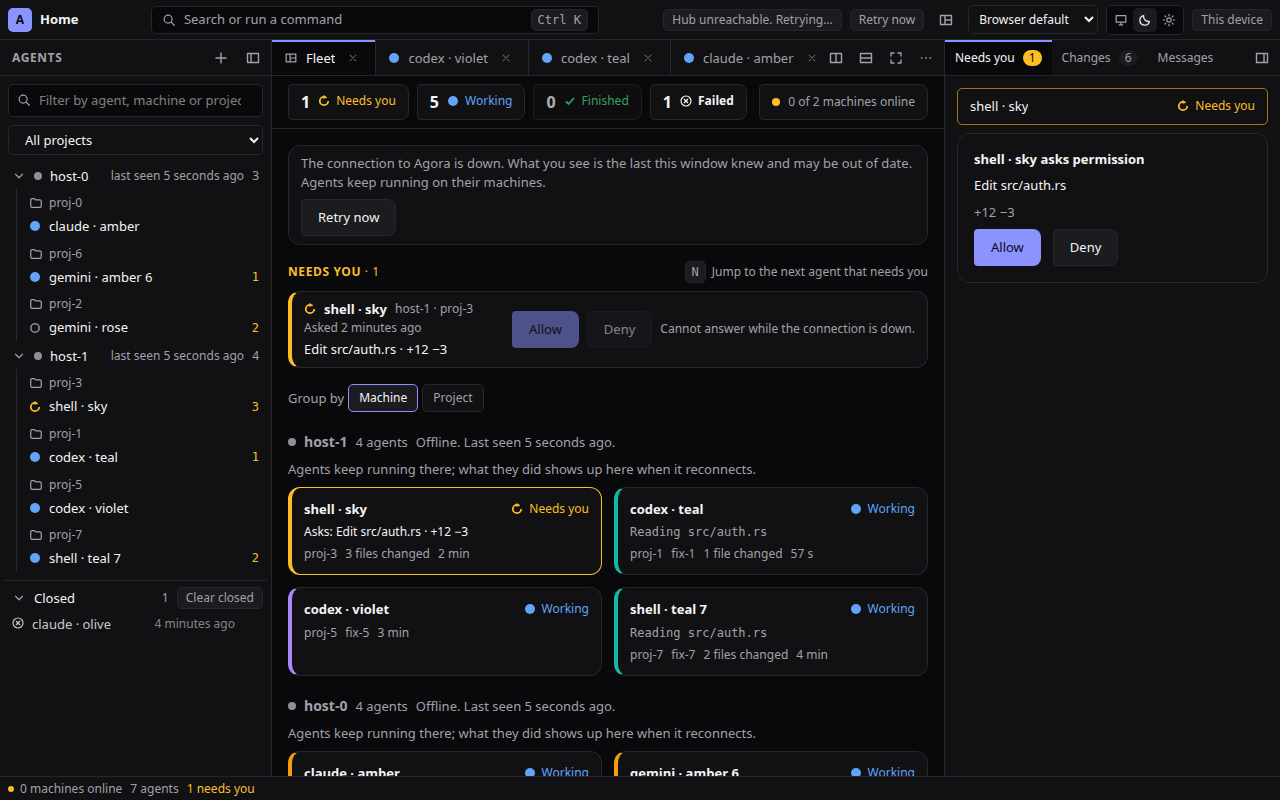 A Home
Search or run a command Ctrl K
Hub unreachable. Retrying... Retry now
Browser default
This device
AGENTS
Filter by agent, machine or projec
All projects
host-0 last seen 5 seconds ago 3
proj-0
claude · amber
proj-6
gemini · amber 6 1
proj-2
gemini · rose 2
host-1 last seen 5 seconds ago 4
proj-3
shell · sky 3
proj-1
codex · teal 1
proj-5
codex · violet
proj-7
shell · teal 7 2
Closed 1 Clear closed
claude · olive 4 minutes ago
Fleet
codex · violet
codex · teal
claude · amber
1 Needs you
5 Working
0 Finished
1 Failed
0 of 2 machines online
The connection to Agora is down. What you see is the last this window knew and may be out of date.
Agents keep running on their machines.
Retry now
NEEDS YOU · 1
N Jump to the next agent that needs you
shell · sky host-1 · proj-3
Asked 2 minutes ago
Edit src/auth.rs · +12 −3
Allow Deny Cannot answer while the connection is down.
Group by Machine Project
host-1 4 agents Offline. Last seen 5 seconds ago.
Agents keep running there; what they did shows up here when it reconnects.
shell · sky Needs you
Asks: Edit src/auth.rs · +12 −3
proj-3 3 files changed 2 min
codex · teal Working
Reading src/auth.rs
proj-1 fix-1 1 file changed 57 s
codex · violet Working
proj-5 fix-5 3 min
shell · teal 7 Working
Reading src/auth.rs
proj-7 fix-7 2 files changed 4 min
host-0 4 agents Offline. Last seen 5 seconds ago.
Agents keep running there; what they did shows up here when it reconnects.
claude · amber Working
gemini · amber 6 Working
Needs you 1
Changes 6
Messages
shell · sky Needs you
shell · sky asks permission
Edit src/auth.rs
+12 −3
Allow Deny
0 machines online 7 agents 1 needs you